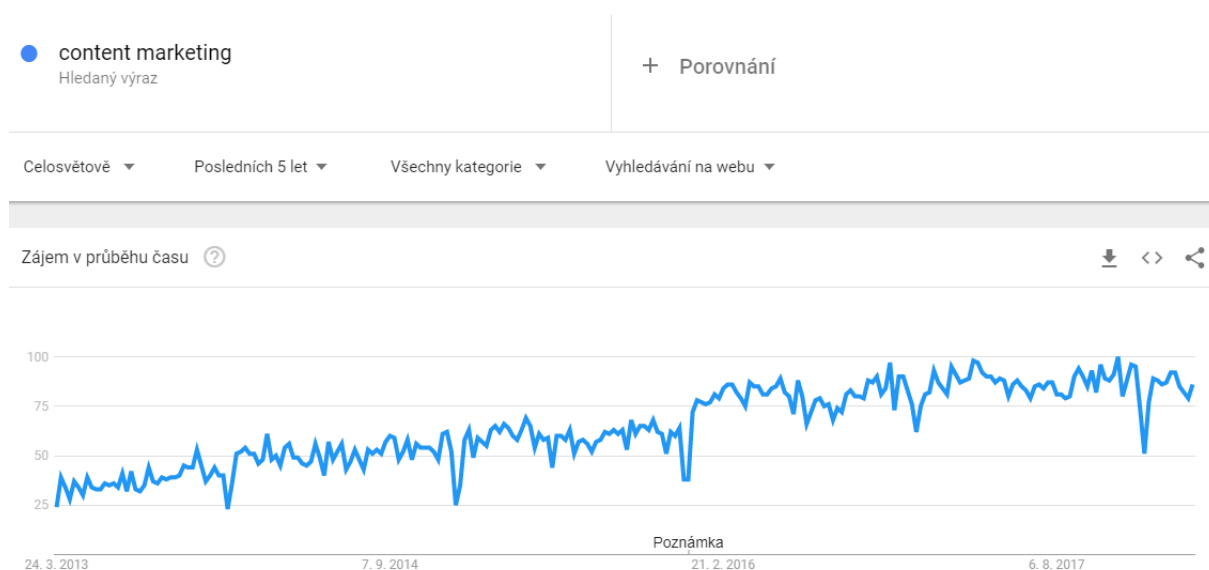 content marketing
Hledaný výraz
+ Porovnání
Celosvětově Posledních 5 let Všechny kategorie Vyhledávání na webu
Zájem v průběhu času ?
100
75
50
25
Poznámka
24. 3. 2013 7. 9. 2014 21. 2. 2016 6. 8. 2017